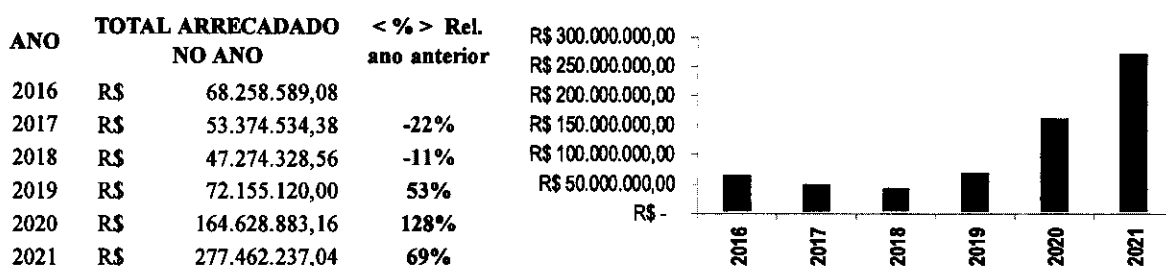 ANO TOTAL ARRECADADO NO ANO < % > Rel. ano anterior
2016 R$ 68.258.589,08
2017 R$ 53.374.534,38 -22%
2018 R$ 47.274.328,56 -11%
2019 R$ 72.155.120,00 53%
2020 R$ 164.628.883,16 128%
2021 R$ 277.462.237,04 69%
R$ 300.000.000,00
R$ 250.000.000,00
R$ 200.000.000,00
R$ 150.000.000,00
R$ 100.000.000,00
R$ 50.000.000,00
R$ -
2016 2017 2018 2019 2020 2021